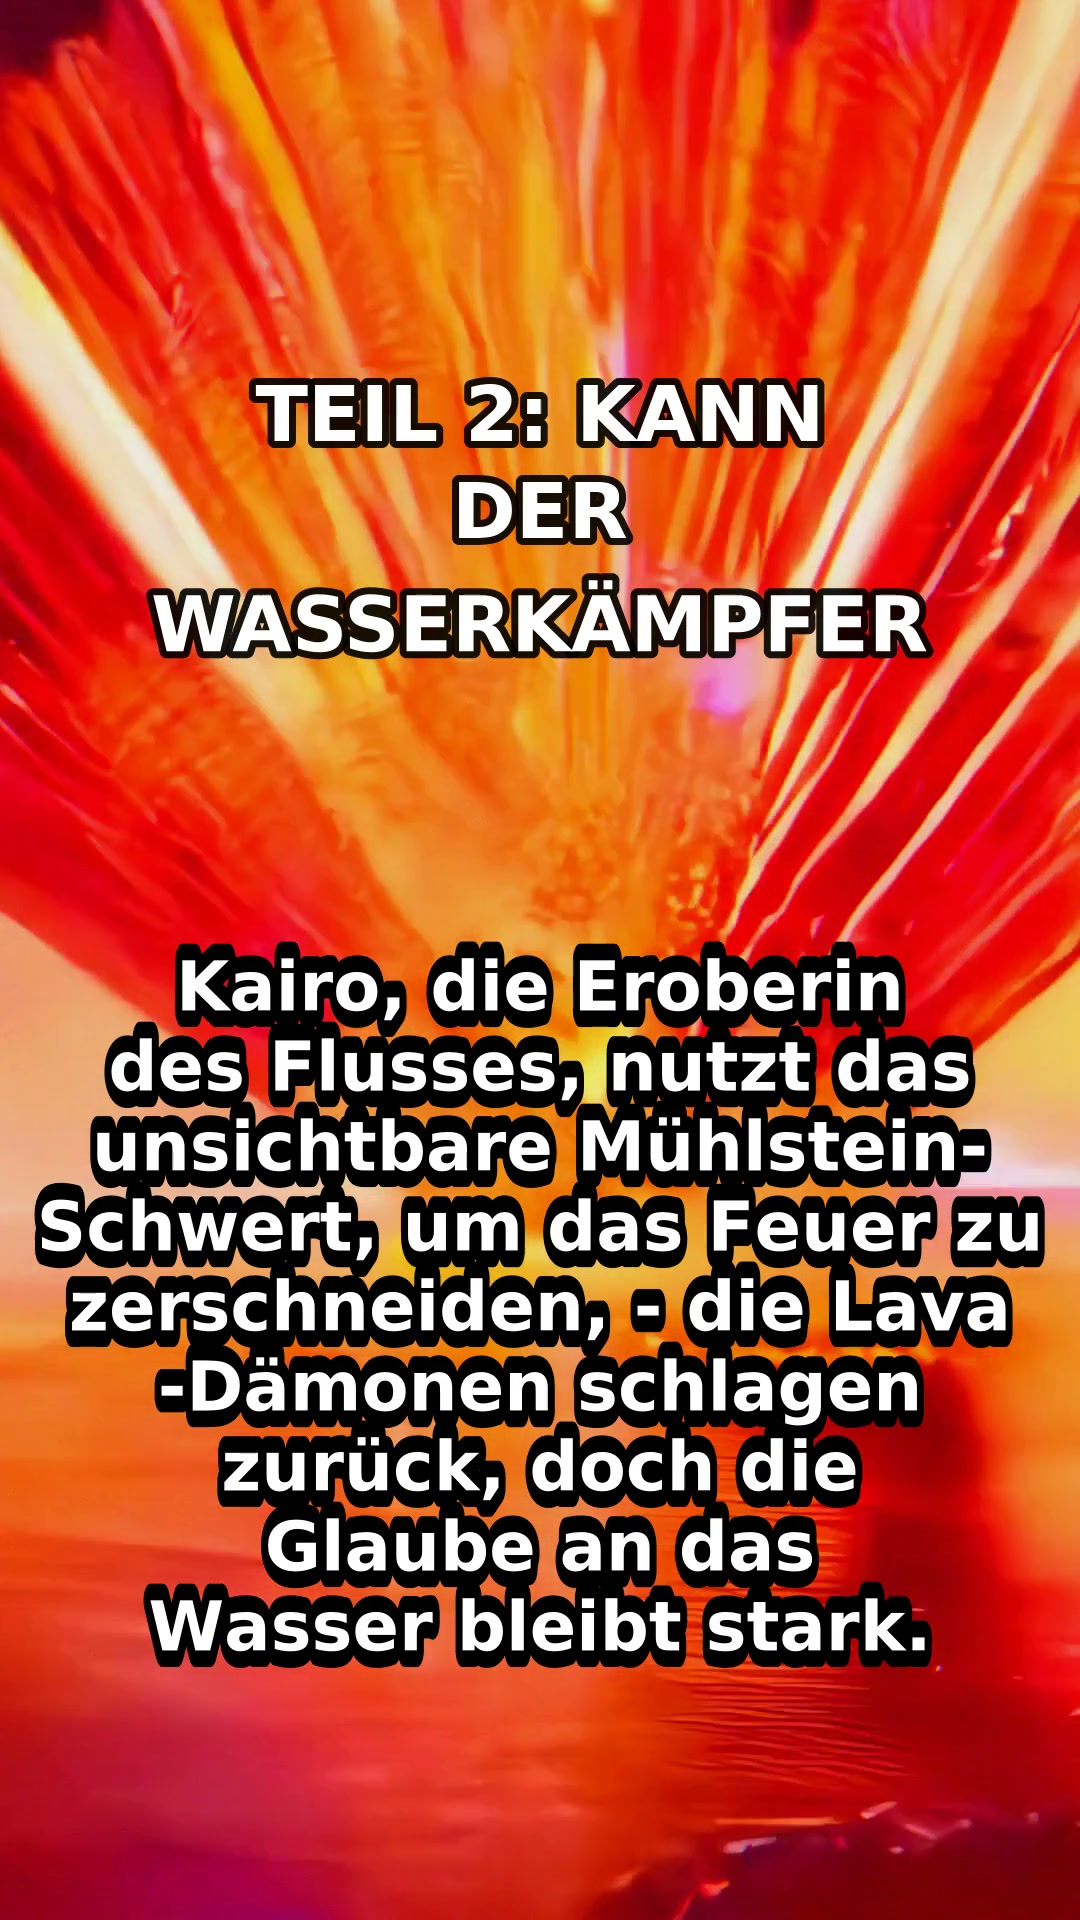 TEIL 2: KANN
DER
WASSERKÄMPFER
Kairo, die Eroberin
des Flusses, nutzt das
unsichtbare Mühlstein-
Schwert, um das Feuer zu
zerschneiden, - die Lava
-Dämonen schlagen
zurück, doch die
Glaube an das
Wasser bleibt stark.